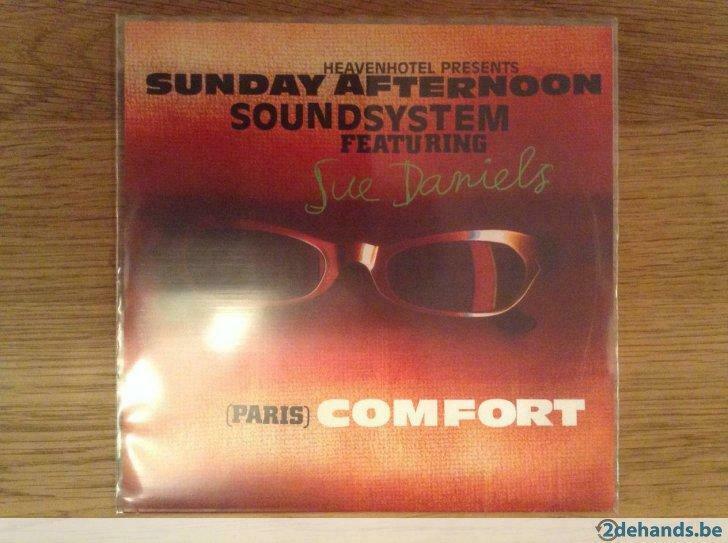 HEAVENHOTEL PRESENTS
SUNDAY AFTERNOON
SOUNDSYSTEM
FEATURING
Sue Daniels
(PARIS) COMFORT
2dehands.be